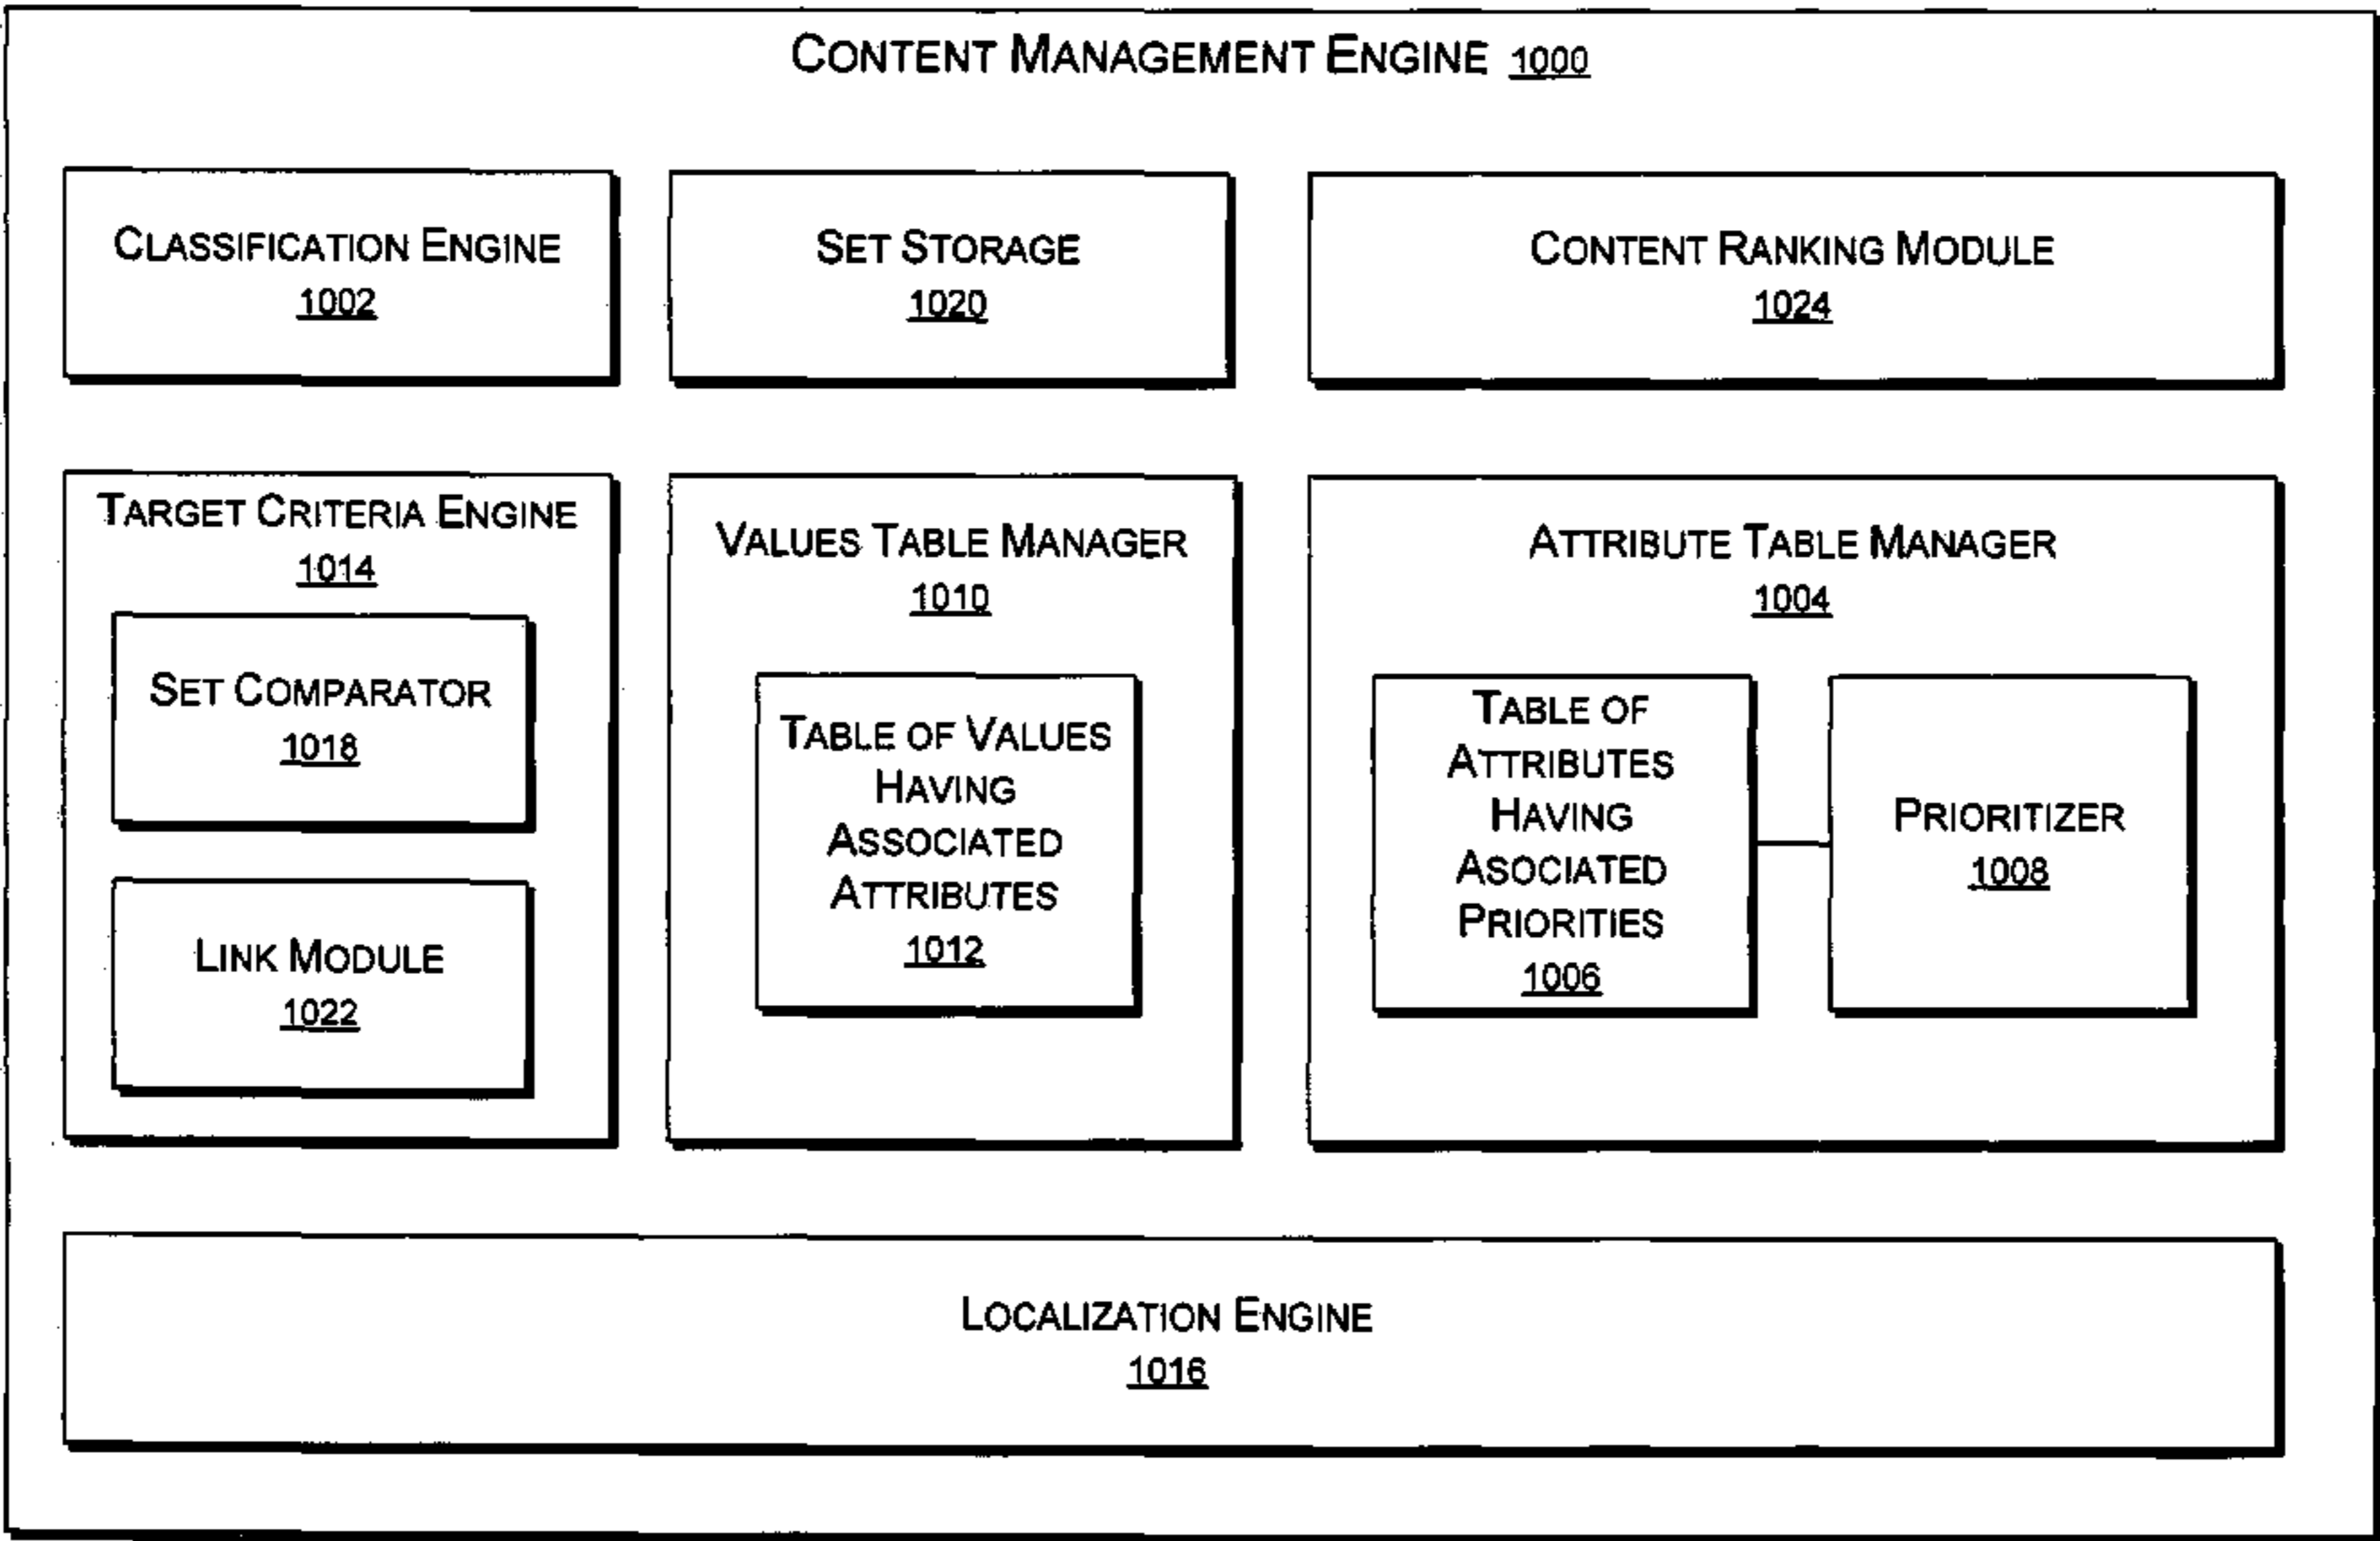 CONTENT MANAGEMENT ENGINE 1000
CLASSIFICATION ENGINE
1002
SET STORAGE
1020
CONTENT RANKING MODULE
1024
TARGET CRITERIA ENGINE
1014
SET COMPARATOR
1018
LINK MODULE
1022
VALUES TABLE MANAGER
1010
TABLE OF VALUES
HAVING
ASSOCIATED
ATTRIBUTES
1012
ATTRIBUTE TABLE MANAGER
1004
TABLE OF
ATTRIBUTES
HAVING
ASOCIATED
PRIORITIES
1006
PRIORITIZER
1008
LOCALIZATION ENGINE
1016